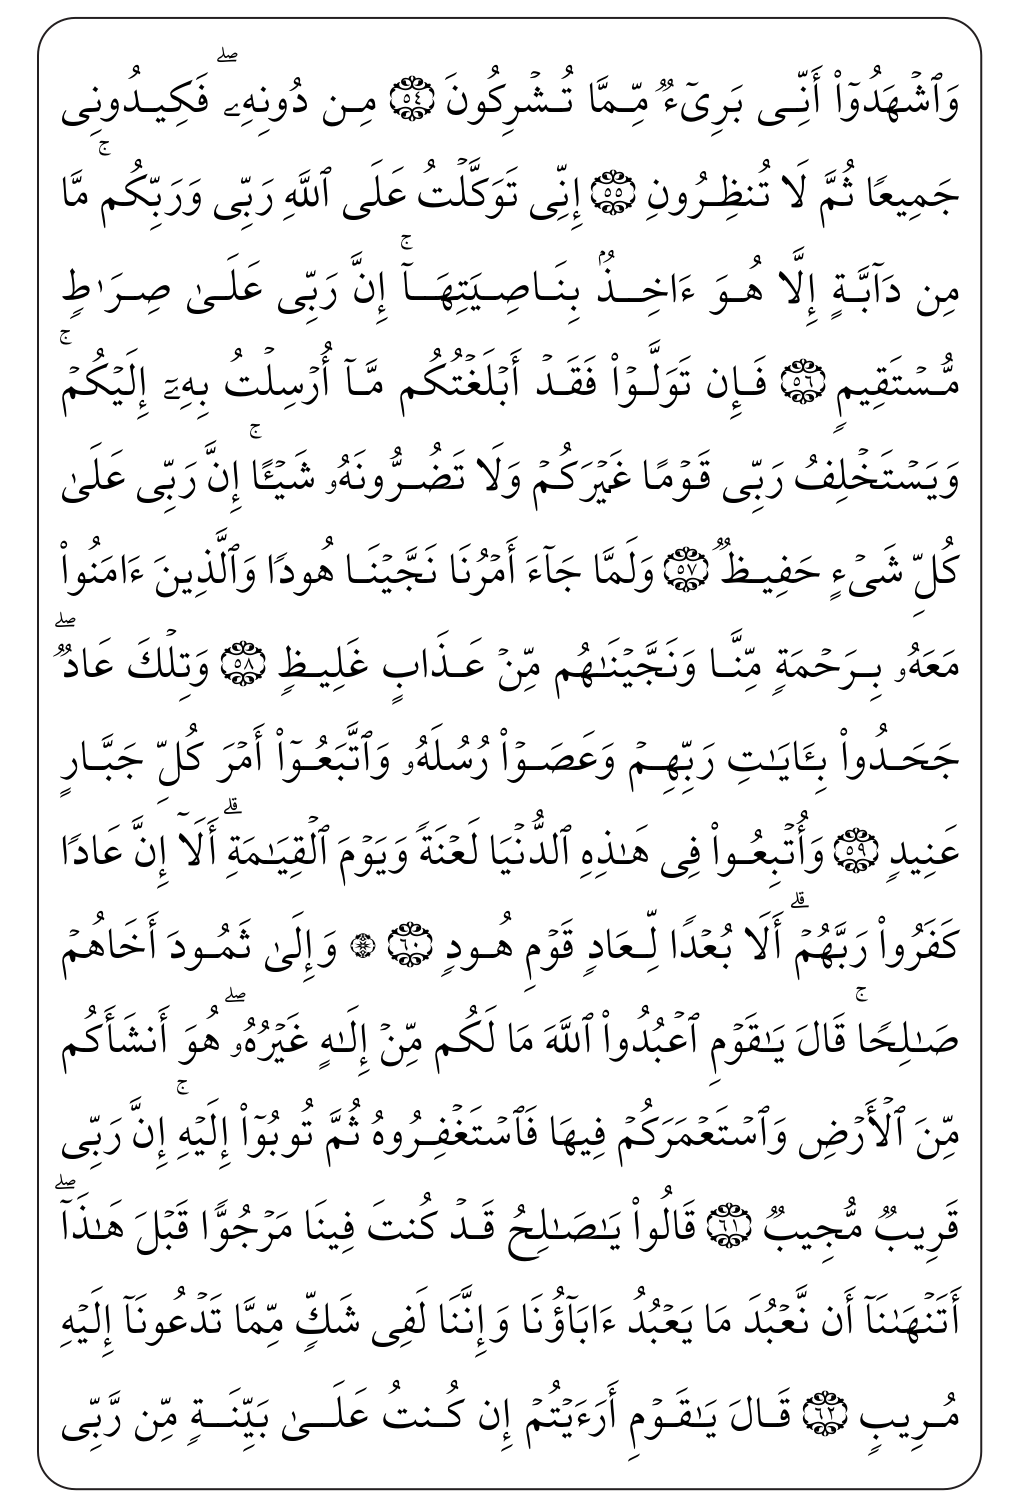 وَٱشۡهَدُوٓاْ أَنِّي بَرِيٓءٞ مِّمَّا تُشۡرِكُونَ ٥٤ مِن دُونِهِۦۖ فَكِيدُونِي
جَمِيعٗا ثُمَّ لَا تُنظِرُونِ ٥٥ إِنِّي تَوَكَّلۡتُ عَلَى ٱللَّهِ رَبِّي وَرَبِّكُمۚ مَّا
مِن دَآبَّةٍ إِلَّا هُوَ ءَاخِذُۢ بِنَاصِيَتِهَآۚ إِنَّ رَبِّي عَلَىٰ صِرَٰطٖ
مُّسۡتَقِيمٖ ٥٦ فَإِن تَوَلَّوۡاْ فَقَدۡ أَبۡلَغۡتُكُم مَّآ أُرۡسِلۡتُ بِهِۦٓ إِلَيۡكُمۡۚ
وَيَسۡتَخۡلِفُ رَبِّي قَوۡمًا غَيۡرَكُمۡ وَلَا تَضُرُّونَهُۥ شَيۡـًٔاۚ إِنَّ رَبِّي عَلَىٰ
كُلِّ شَيۡءٍ حَفِيظٞ ٥٧ وَلَمَّا جَآءَ أَمۡرُنَا نَجَّيۡنَا هُودٗا وَٱلَّذِينَ ءَامَنُواْ
مَعَهُۥ بِرَحۡمَةٖ مِّنَّا وَنَجَّيۡنَٰهُم مِّنۡ عَذَابٍ غَلِيظٖ ٥٨ وَتِلۡكَ عَادٞۖ
جَحَدُواْ بِـَٔايَٰتِ رَبِّهِمۡ وَعَصَوۡاْ رُسُلَهُۥ وَٱتَّبَعُوٓاْ أَمۡرَ كُلِّ جَبَّارٍ
عَنِيدٖ ٥٩ وَأُتۡبِعُواْ فِي هَٰذِهِ ٱلدُّنۡيَا لَعۡنَةٗ وَيَوۡمَ ٱلۡقِيَٰمَةِۗ أَلَآ إِنَّ عَادٗا
كَفَرُواْ رَبَّهُمۡۗ أَلَا بُعۡدٗا لِّعَادٖ قَوۡمِ هُودٖ ٦٠ ۞ وَإِلَىٰ ثَمُودَ أَخَاهُمۡ
صَٰلِحٗاۚ قَالَ يَٰقَوۡمِ ٱعۡبُدُواْ ٱللَّهَ مَا لَكُم مِّنۡ إِلَٰهٍ غَيۡرُهُۥۖ هُوَ أَنشَأَكُم
مِّنَ ٱلۡأَرۡضِ وَٱسۡتَعۡمَرَكُمۡ فِيهَا فَٱسۡتَغۡفِرُوهُ ثُمَّ تُوبُوٓاْ إِلَيۡهِۚ إِنَّ رَبِّي
قَرِيبٞ مُّجِيبٞ ٦١ قَالُواْ يَٰصَٰلِحُ قَدۡ كُنتَ فِينَا مَرۡجُوّٗا قَبۡلَ هَٰذَآۖ
أَتَنۡهَىٰنَآ أَن نَّعۡبُدَ مَا يَعۡبُدُ ءَابَآؤُنَا وَإِنَّنَا لَفِي شَكّٖ مِّمَّا تَدۡعُونَآ إِلَيۡهِ
مُرِيبٖ ٦٢ قَالَ يَٰقَوۡمِ أَرَءَيۡتُمۡ إِن كُنتُ عَلَىٰ بَيِّنَةٖ مِّن رَّبِّي